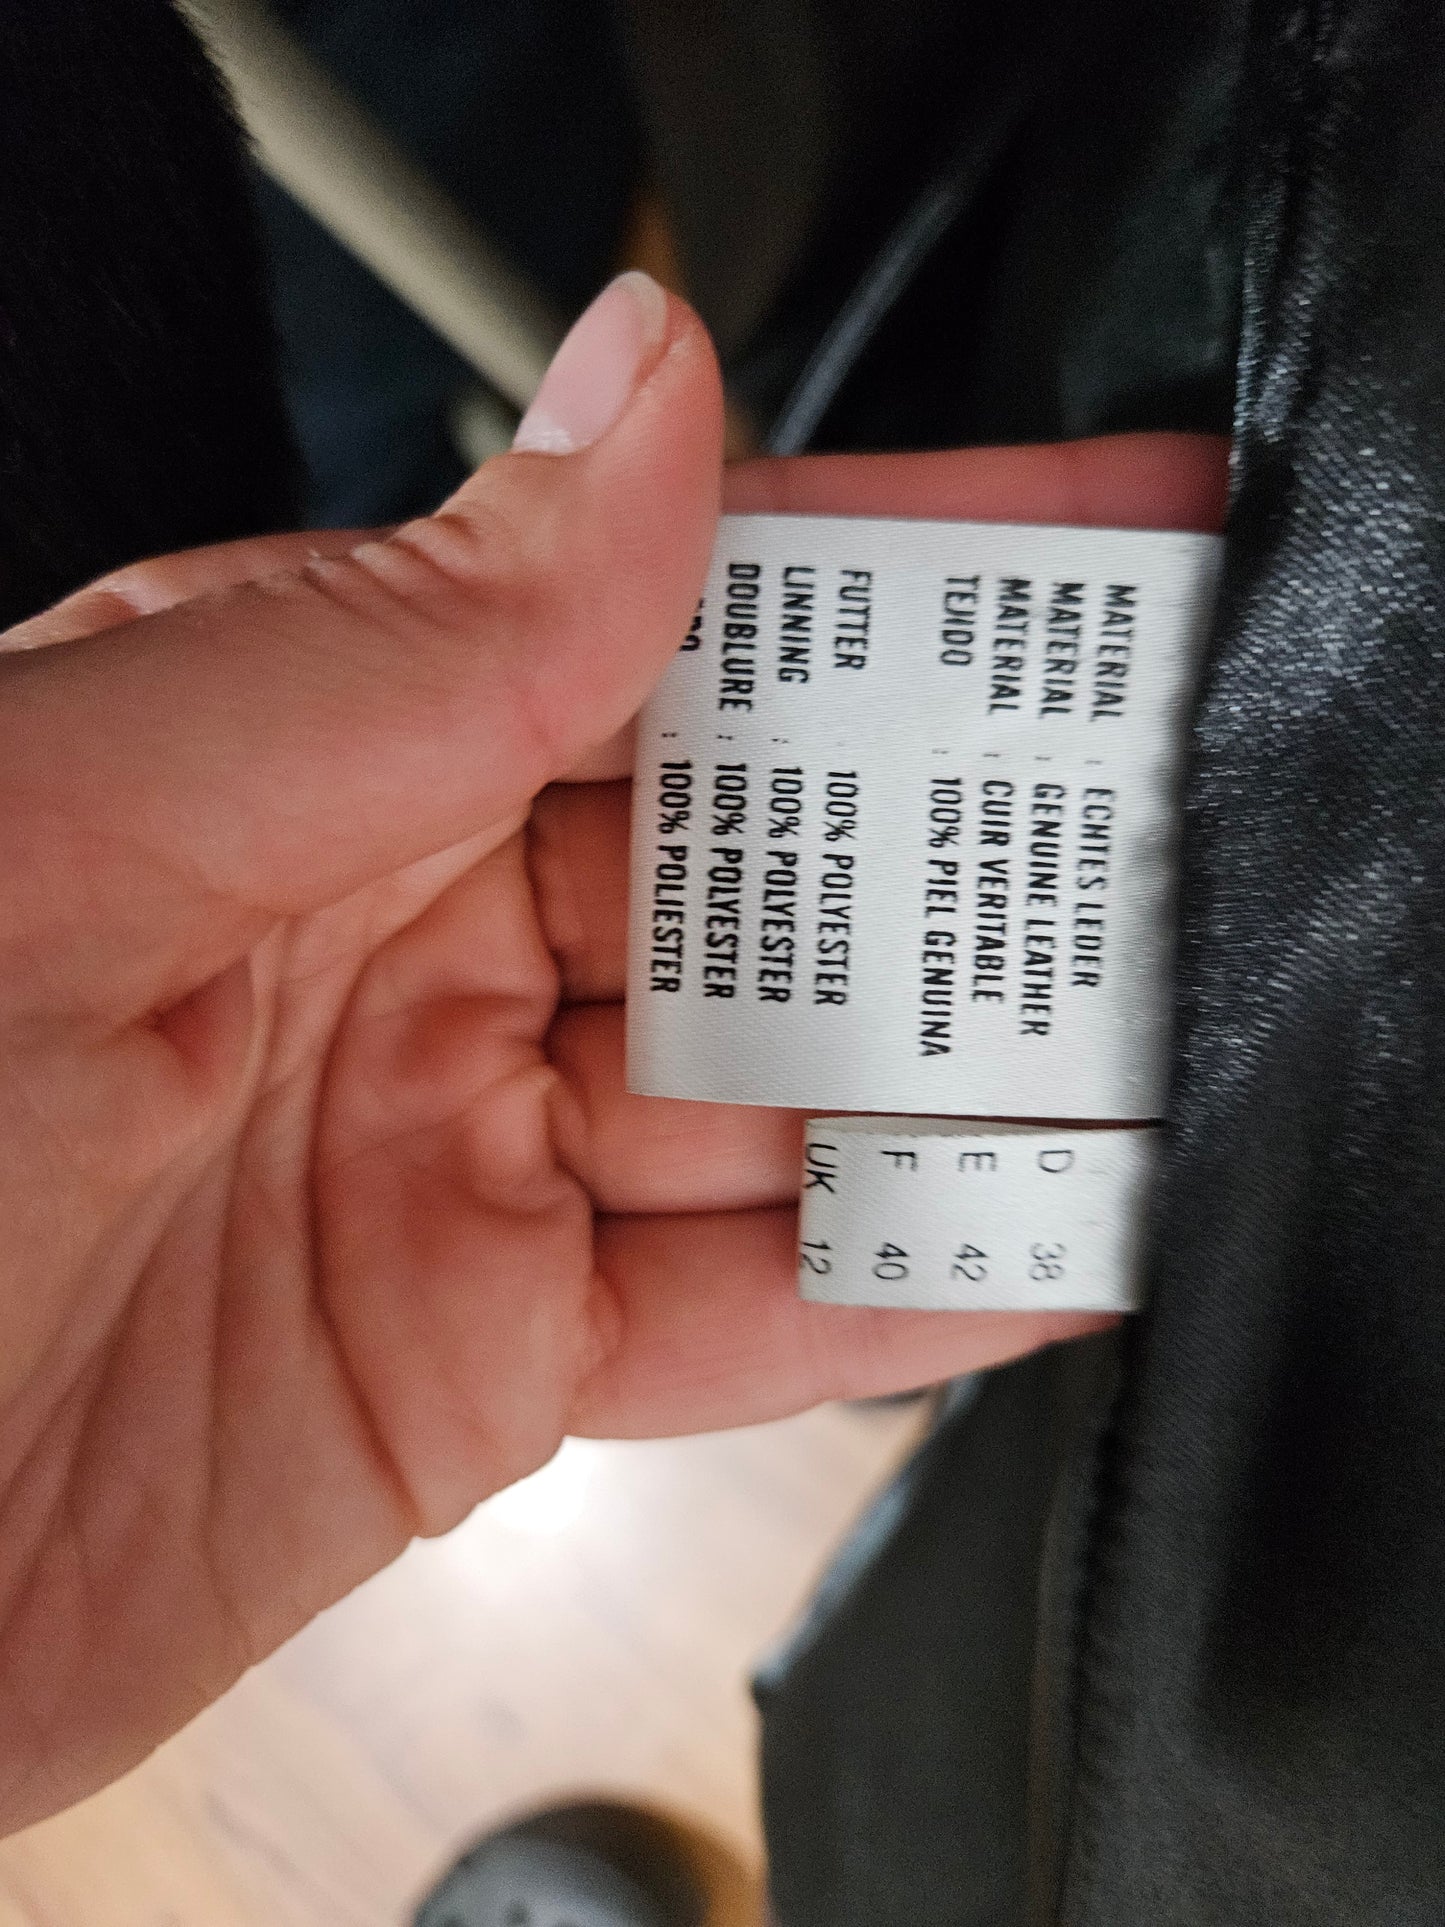 MATERIAL : ECHTES LEDER
MATERIAL : GENUINE LEATHER
MATERIAL : CUIR VERITABLE
TEJIDO : 100% PIEL GENUINA
FUTTER : 100% POLYESTER
LINNING : 100% POLYESTER
DOUBLURE : 100% POLYESTER
: 100% POLIESTER
D 38
E 42
F 40
UK 12